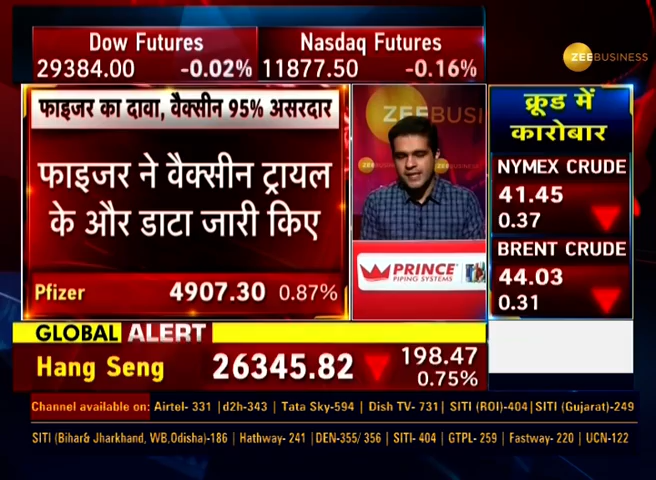 Dow Futures
29384.00 -0.02%
Nasdaq Futures
11877.50 -0.16%
ZEEBUSINESS
फाइजर का दावा, वैक्सीन 95% असरदार
फाइजर ने वैक्सीन ट्रायल
के और डाटा जारी किए
Pfizer 4907.30 0.87%
ZEEBUSI
ZEEBUSINESS
PRINCE
PIPING SYSTEMS
क्रूड में
कारोबार
NYMEX CRUDE
41.45
0.37
BRENT CRUDE
44.03
0.31
GLOBAL ALERT
Hang Seng 26345.82 198.47
0.75%
Channel available on: Airtel- 331 |d2h-343 | Tata Sky-594 | Dish TV- 731| SITI (ROI)-404|SITI (Gujarat)-249
SITI (Bihar& Jharkhand, WB,Odisha)-186 | Hathway- 241 |DEN-355/ 356 | SITI- 404 | GTPL- 259 | Fastway- 220 | UCN-122